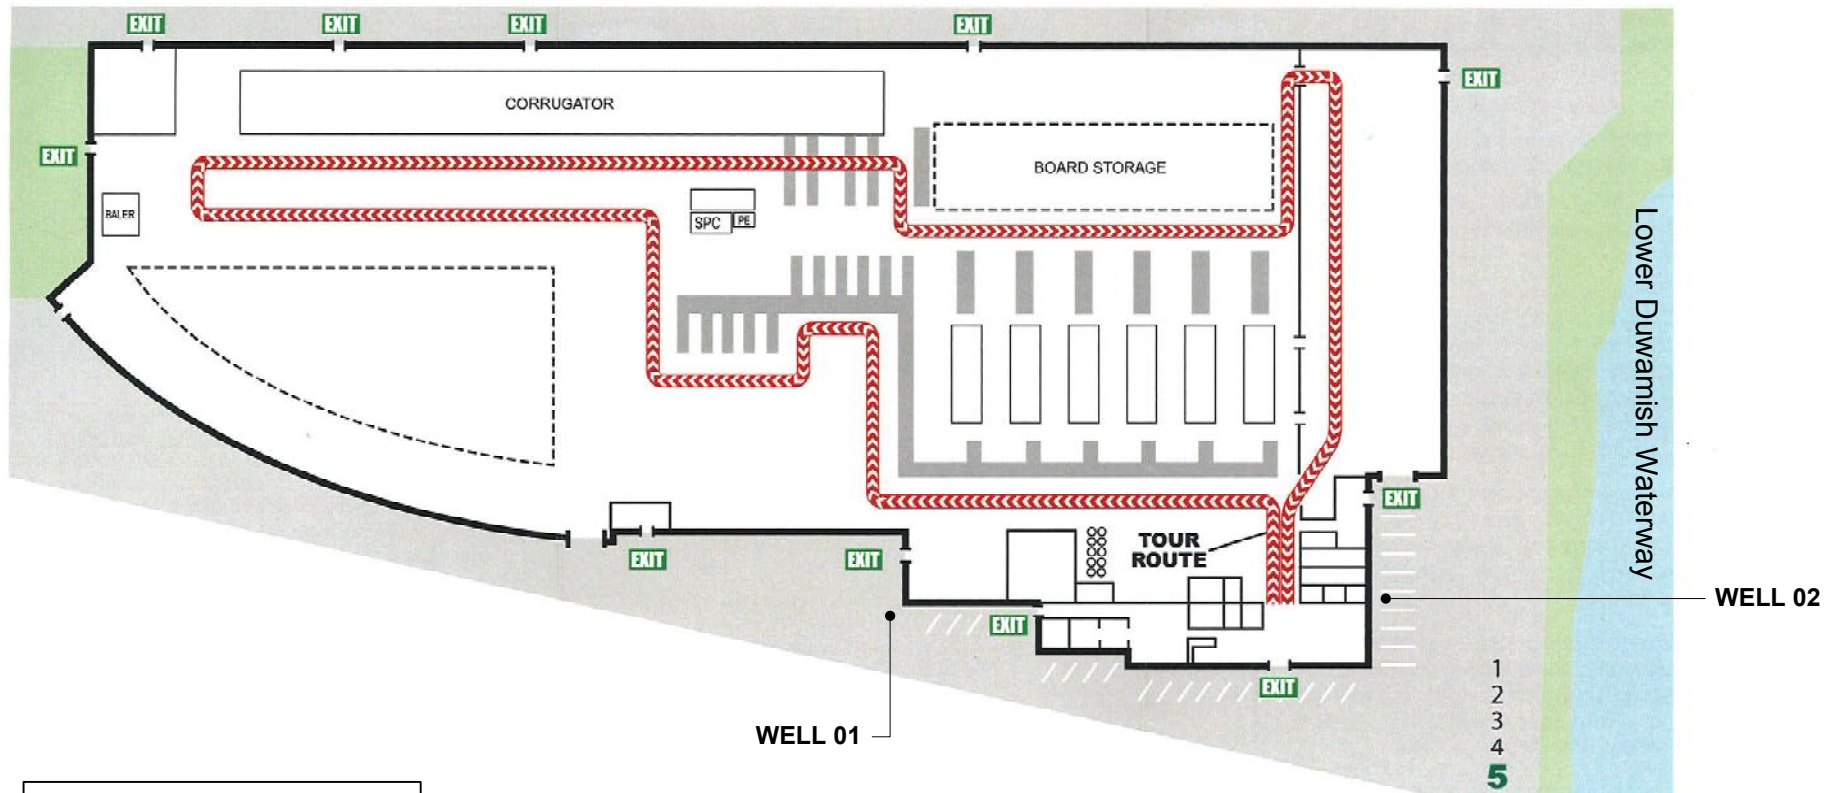 EXIT
EXIT
EXIT
EXIT
EXIT
CORRUGATOR
EXIT
BOARD STORAGE
BALER
SPC
PE
Lower Duwamish Waterway
EXIT
TOUR
ROUTE
EXIT
EXIT
WELL 02
EXIT
1
2
3
4
5
EXIT
WELL 01